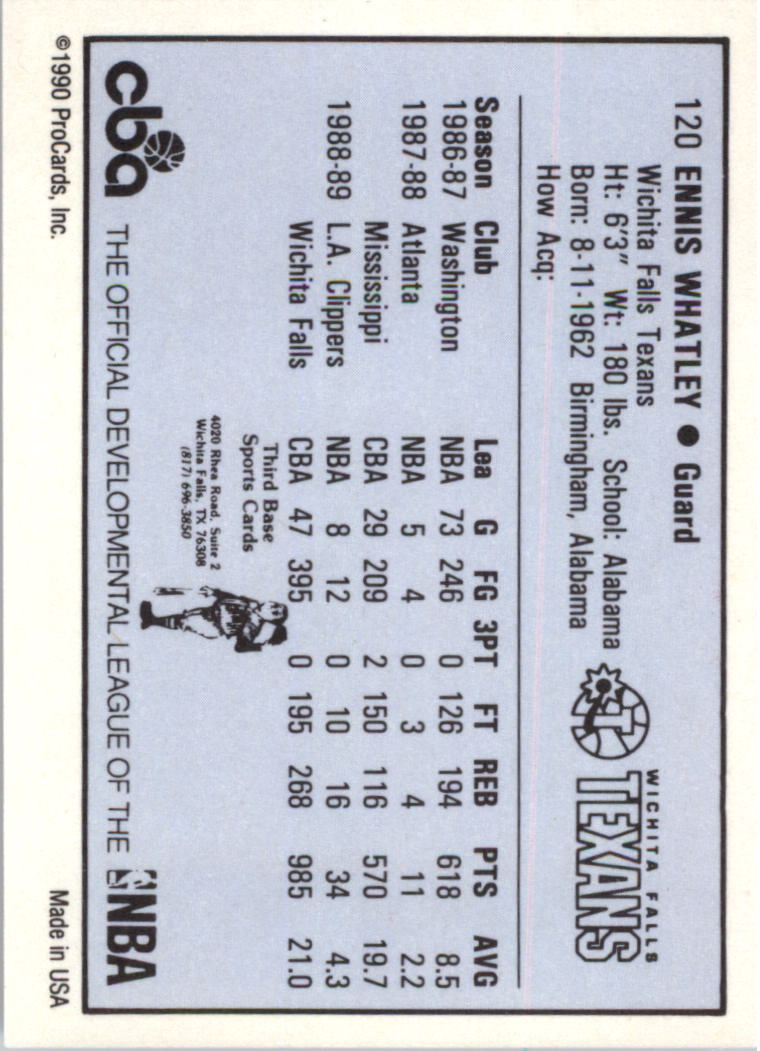 120 ENNIS WHATLEY ● Guard
Wichita Falls Texans
Ht: 6'3" Wt: 180 lbs. School: Alabama
Born: 8-11-1962 Birmingham, Alabama
How Acq:
WICHITA FALLS
TEXANS
Season Club Lea G FG 3PT FT REB PTS AVG
1986-87 Washington NBA 73 246 0 126 194 618 8.5
1987-88 Atlanta NBA 5 4 0 3 4 11 2.2
Mississippi CBA 29 209 2 150 116 570 19.7
1988-89 L.A. Clippers NBA 8 12 0 10 16 34 4.3
Wichita Falls CBA 47 395 0 195 268 985 21.0
Third Base
Sports Cards
4020 Rhea Road, Suite 2
Wichita Falls, TX 76308
(817) 696-3850
cba THE OFFICIAL DEVELOPMENTAL LEAGUE OF THE NBA
©1990 ProCards, Inc. Made in USA